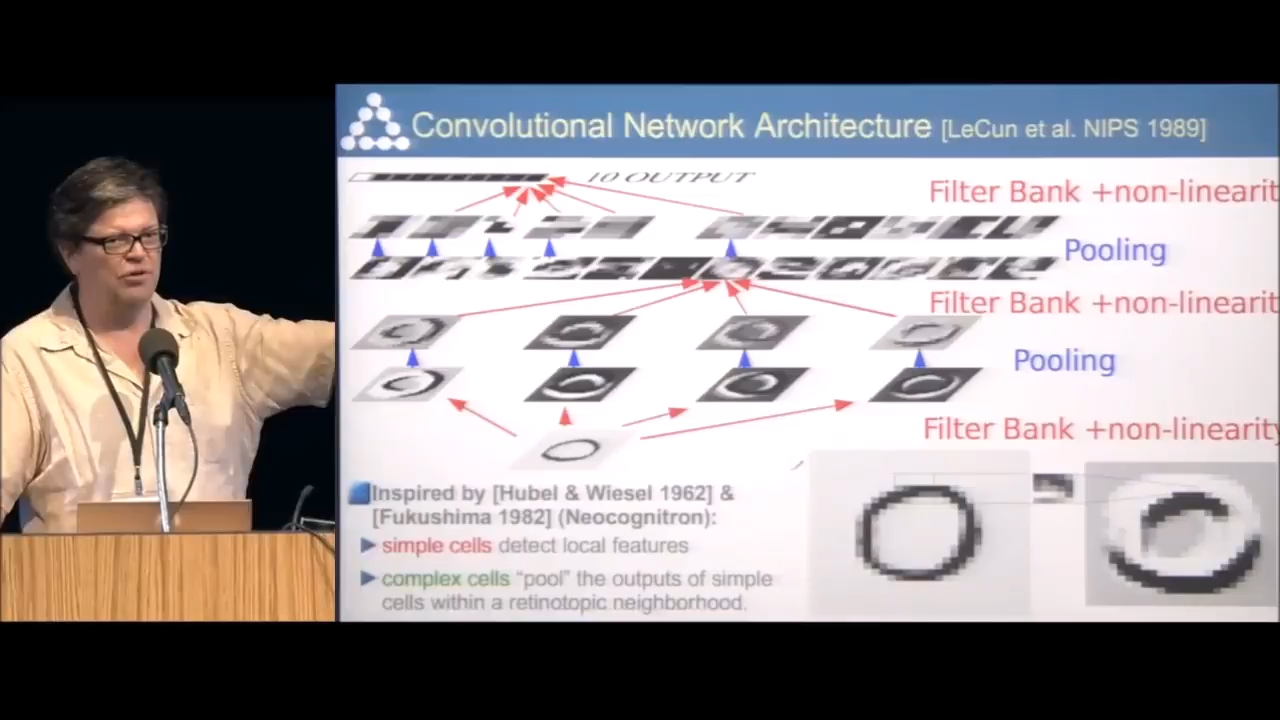 Convolutional Network Architecture [LeCun et al. NIPS 1989]
10 OUTPUT
Filter Bank +non-linearit
Pooling
Filter Bank +non-linearit
Pooling
Filter Bank +non-linearity
Inspired by [Hubel & Wiesel 1962] &
[Fukushima 1982] (Neocognitron):
simple cells detect local features
complex cells “pool” the outputs of simple
cells within a retinotopic neighborhood.